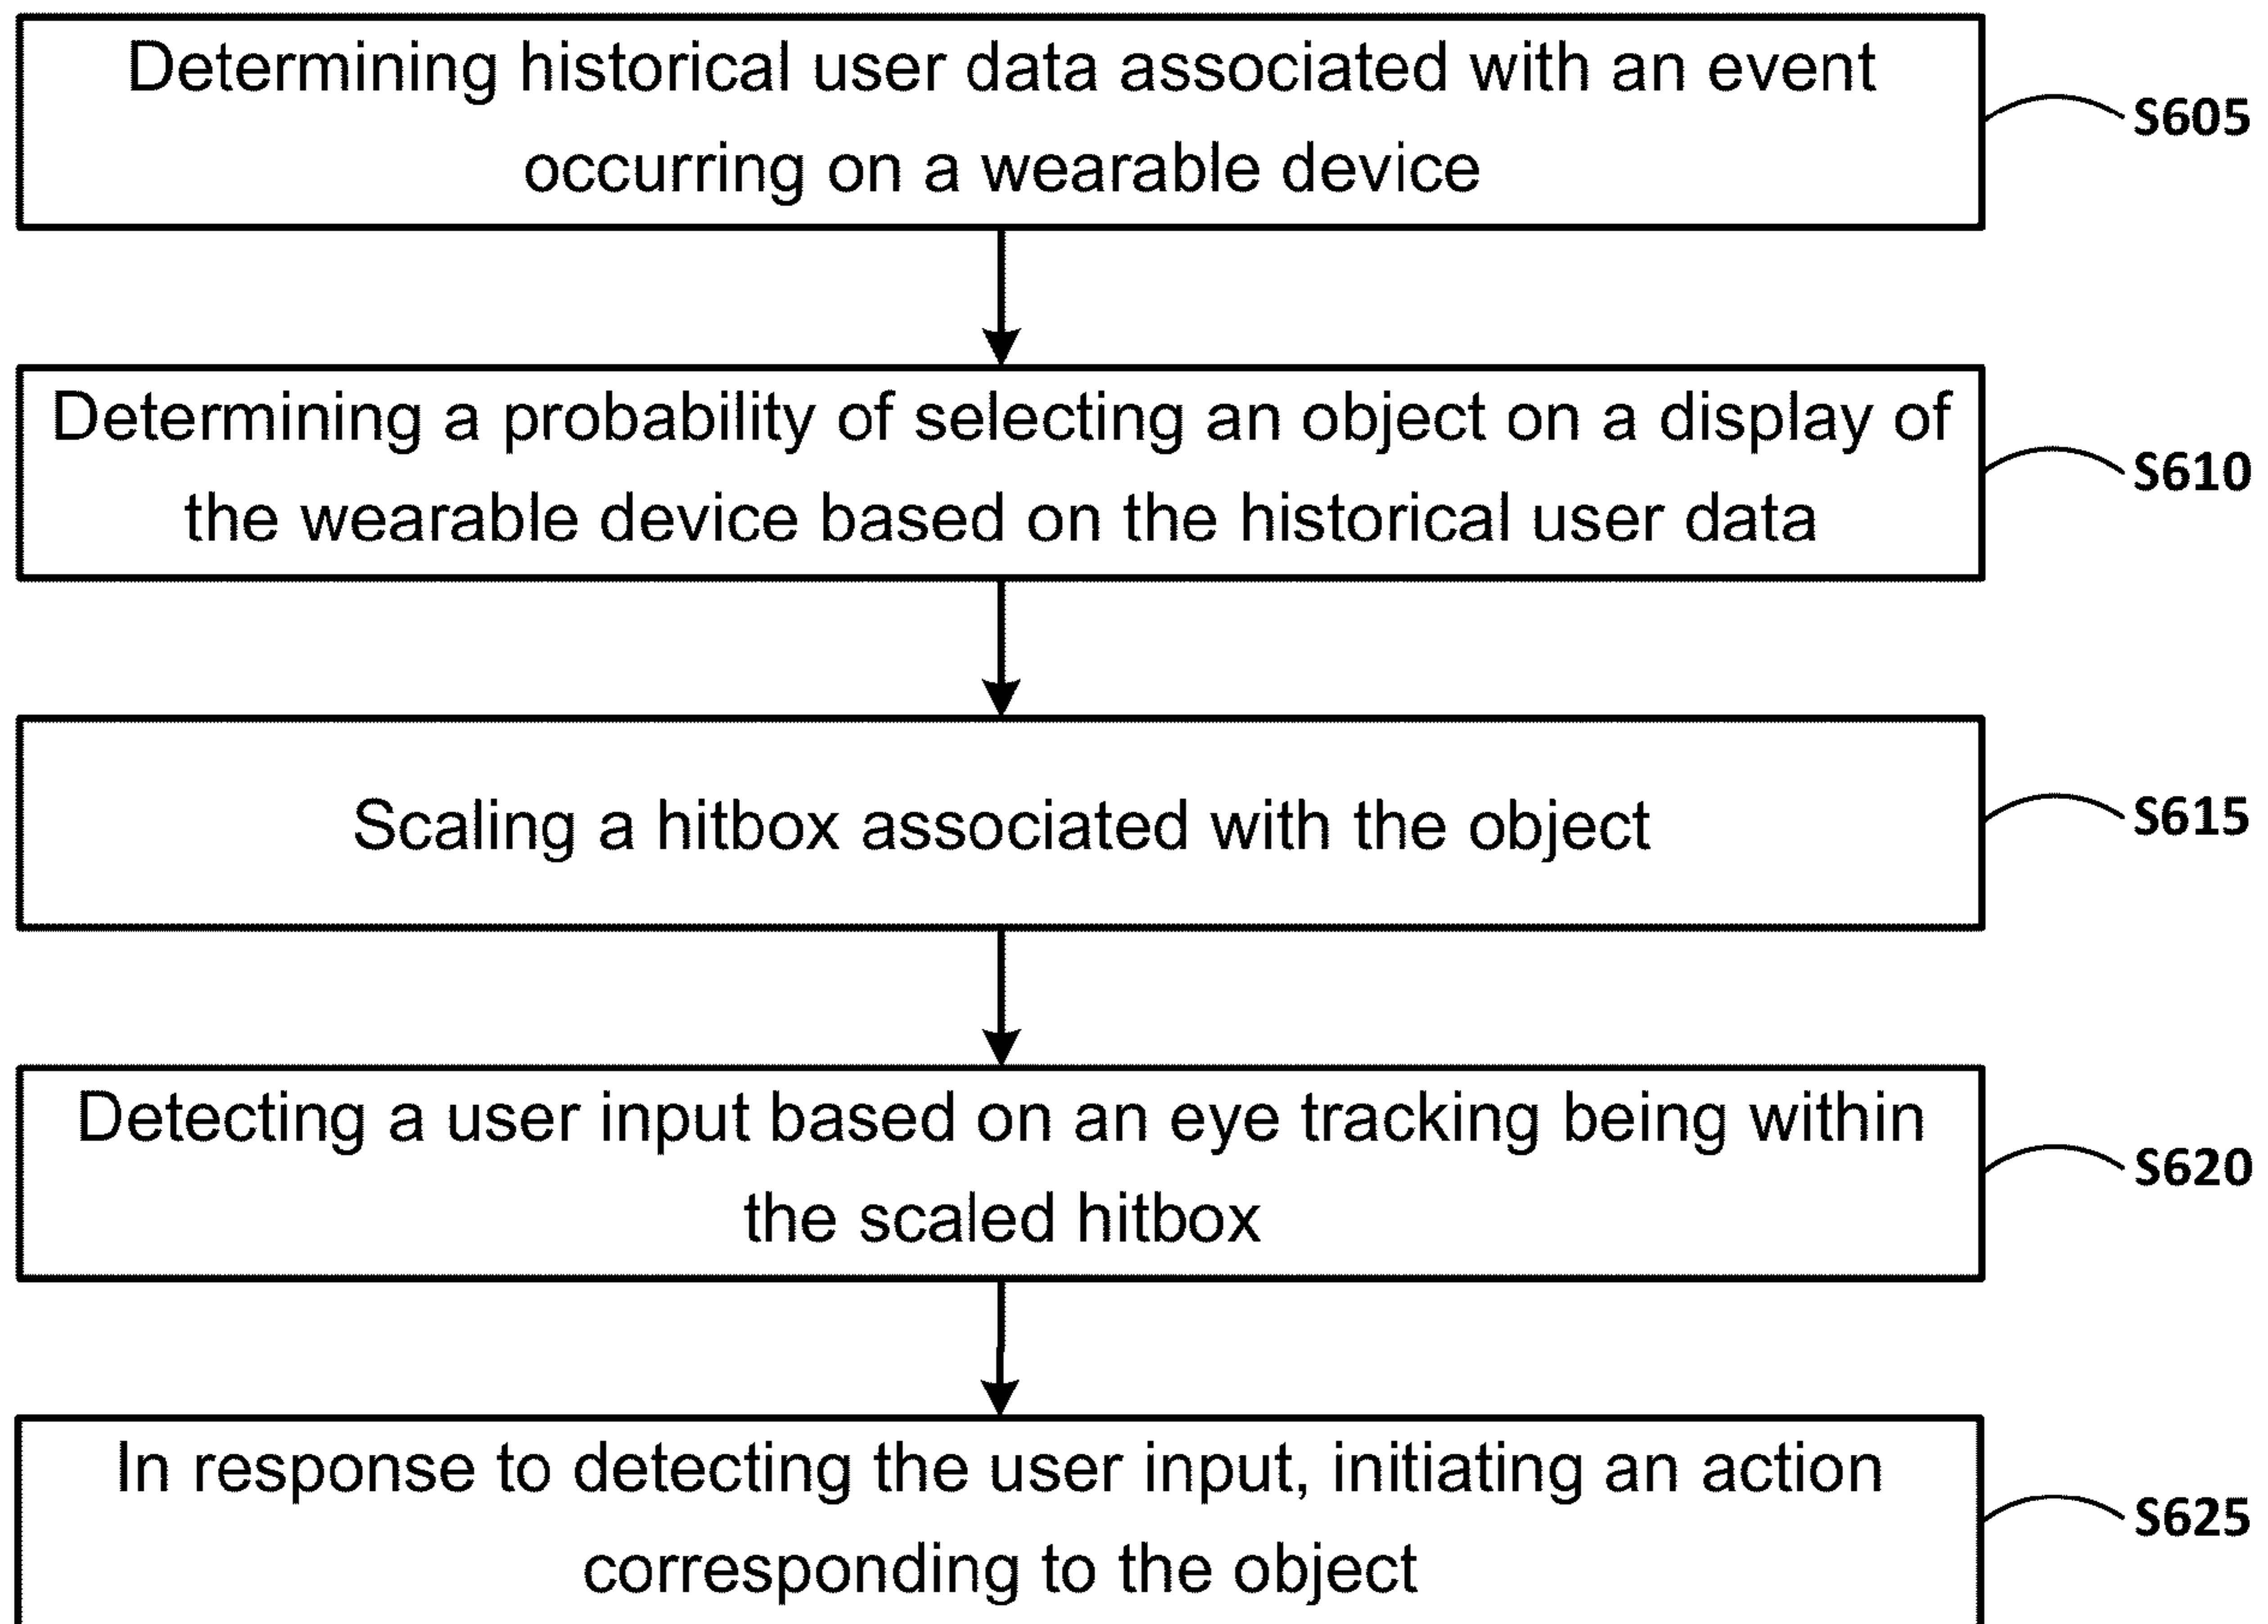 Determining historical user data associated with an event
occurring on a wearable device
S605
Determining a probability of selecting an object on a display of
the wearable device based on the historical user data
S610
Scaling a hitbox associated with the object
S615
Detecting a user input based on an eye tracking being within
the scaled hitbox
S620
In response to detecting the user input, initiating an action
corresponding to the object
S625